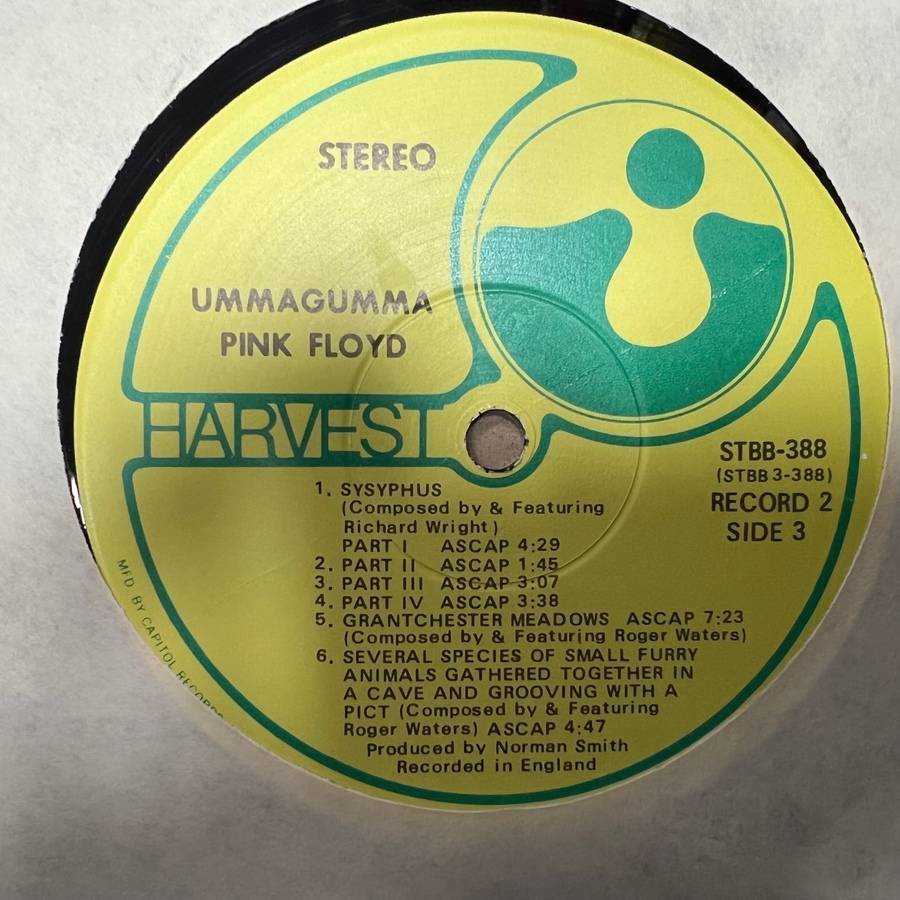 STEREO
UMMAGUMMA
PINK FLOYD
HARVEST
STBB-388
(STBB 3-388)
RECORD 2
SIDE 3
1. SYSYPHUS
(Composed by & Featuring
Richard Wright)
PART I ASCAP 4:29
2. PART II ASCAP 1:45
3. PART III ASCAP 3:07
4. PART IV ASCAP 3:38
5. GRANTCHESTER MEADOWS ASCAP 7:23
(Composed by & Featuring Roger Waters)
6. SEVERAL SPECIES OF SMALL FURRY
ANIMALS GATHERED TOGETHER IN
A CAVE AND GROOVING WITH A
PICT (Composed by & Featuring
Roger Waters) ASCAP 4:47
Produced by Norman Smith
Recorded in England
MFD. BY CAPITOL RECORDS